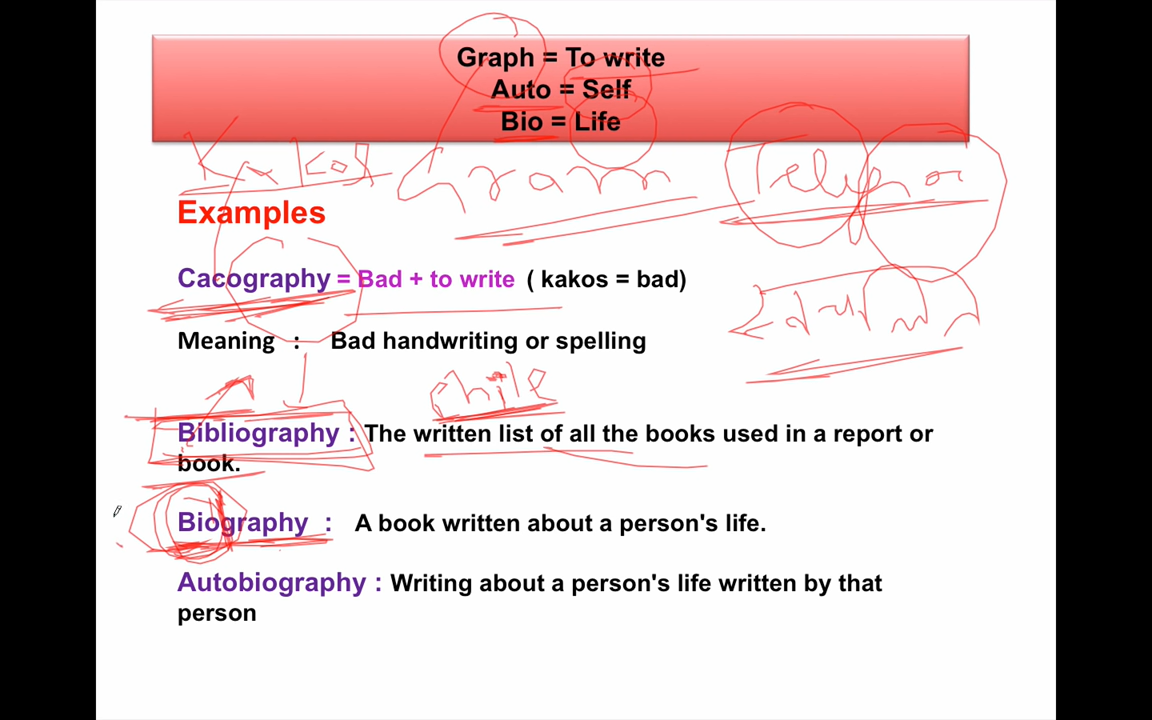 Graph = To write
Auto = Self
Bio = Life
Kakos
Examples
Cacography = Bad + to write ( kakos = bad)
Meaning : Bad handwriting or spelling
Bibliography : The written list of all the books used in a report or
book.
Biography : A book written about a person's life.
Autobiography : Writing about a person's life written by that
person